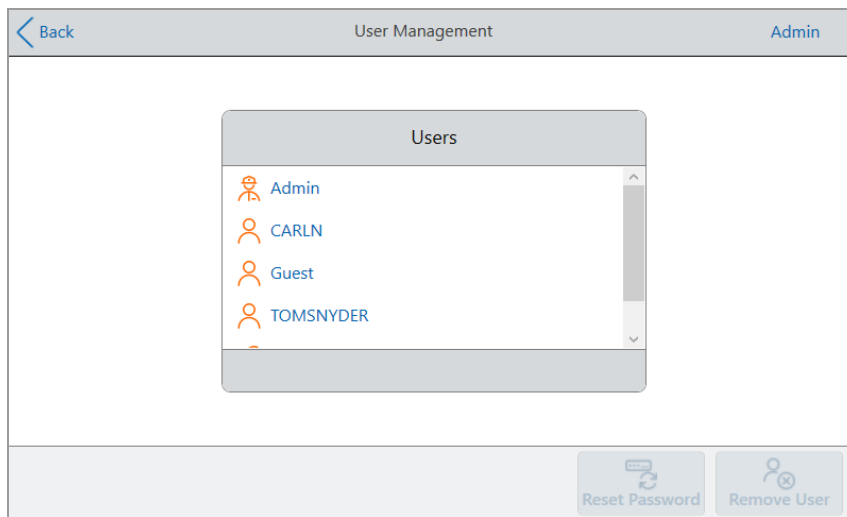 Back User Management Admin
Users
Admin
CARLN
Guest
TOMSNYDER
Reset Password Remove User